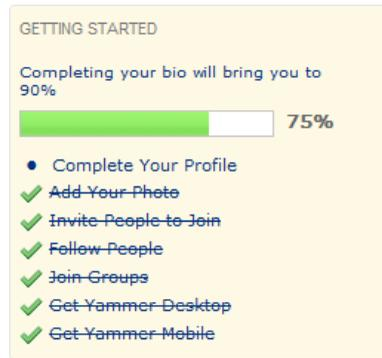 GETTING STARTED
Completing your bio will bring you to
90%
75%
Complete Your Profile
Add Your Photo
Invite People to Join
Follow People
Join Groups
Get Yammer Desktop
Get Yammer Mobile